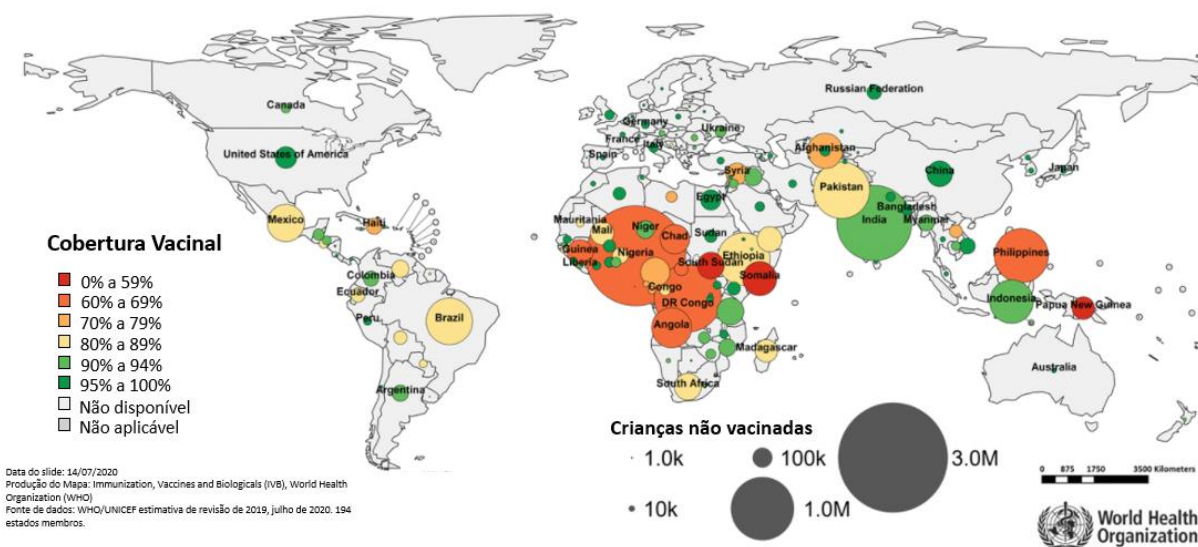 Russian Federation
Canada
Germany
Ukraine
France
Italy
United States of America
Spain
Afghanistan
Syria
China
Japan
Pakistan
Egypt
Bangladesh
India
Myanmar
Mexico
Haiti
Mauritania
Mali
Niger
Chad
Sudan
Guinea
Nigeria
Ethiopia
Philippines
Liberia
South Sudan
Somalia
Colombia
Ecuador
Congo
DR Congo
Indonesia
Papua New Guinea
Peru
Brazil
Angola
Madagascar
Australia
South Africa
Argentina
Cobertura Vacinal
0% a 59%
60% a 69%
70% a 79%
80% a 89%
90% a 94%
95% a 100%
Não disponível
Não aplicável
Crianças não vacinadas
1.0k
100k
3.0M
10k
1.0M
Data do slide: 14/07/2020
Produção do Mapa: Immunization, Vaccines and Biologicals (IVB), World Health
Organization (WHO)
Fonte de dados: WHO/UNICEF estimativa de revisão de 2019, julho de 2020. 194
estados membros.
0 875 1750 3500 Kilometers
World Health
Organization